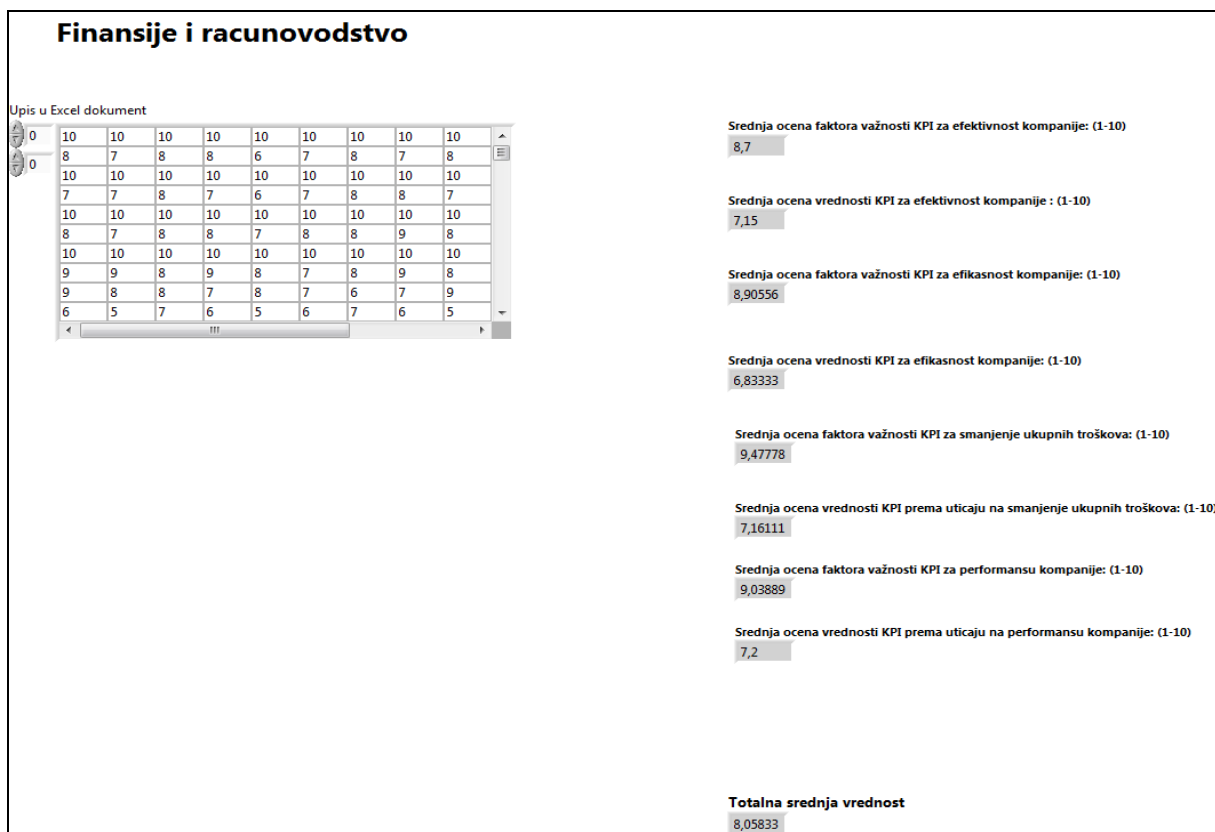 Finansije i racunovodstvo
Upis u Excel dokument
0
0
10 10 10 10 10 10 10 10 10
8 7 8 8 6 7 8 7 8
10 10 10 10 10 10 10 10 10
7 7 8 7 6 7 8 8 7
10 10 10 10 10 10 10 10 10
8 7 8 8 7 8 8 9 8
10 10 10 10 10 10 10 10 10
9 9 8 9 8 7 8 9 8
9 8 8 7 8 7 6 7 9
6 5 7 6 5 6 7 6 5
Srednja ocena faktora važnosti KPI za efektivnost kompanije: (1-10)
8,7
Srednja ocena vrednosti KPI za efektivnost kompanije : (1-10)
7,15
Srednja ocena faktora važnosti KPI za efikasnost kompanije: (1-10)
8,90556
Srednja ocena vrednosti KPI za efikasnost kompanije: (1-10)
6,83333
Srednja ocena faktora važnosti KPI za smanjenje ukupnih troškova: (1-10)
9,47778
Srednja ocena vrednosti KPI prema uticaju na smanjenje ukupnih troškova: (1-10)
7,16111
Srednja ocena faktora važnosti KPI za performansu kompanije: (1-10)
9,03889
Srednja ocena vrednosti KPI prema uticaju na performansu kompanije: (1-10)
7,2
Totalna srednja vrednost
8,05833